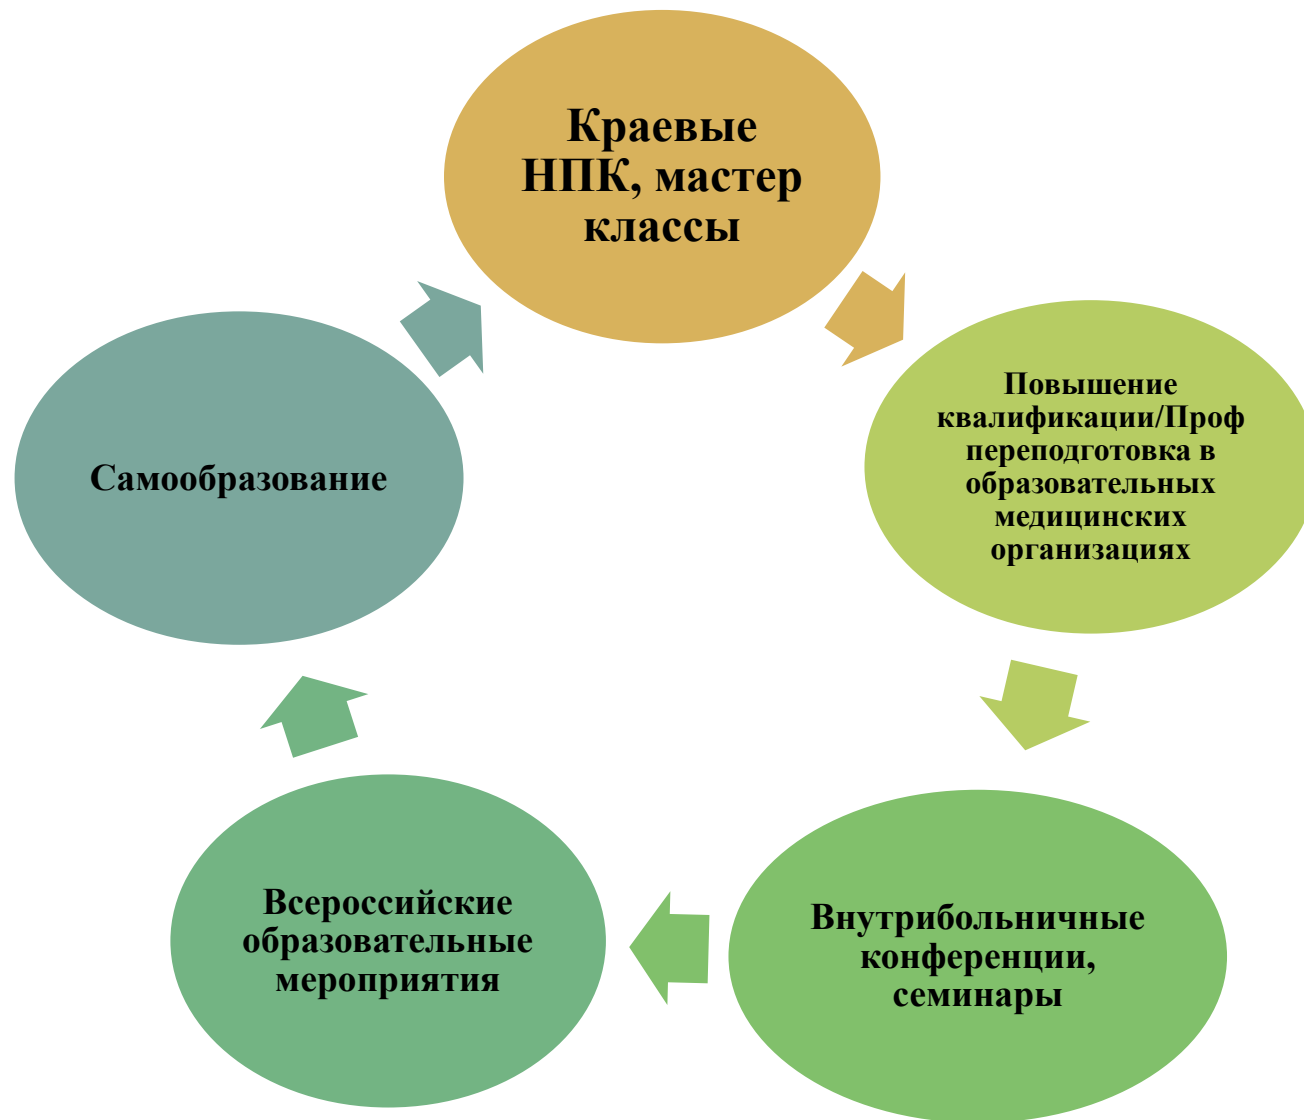 Краевые
НПК, мастер
классы
Повышение
квалификации/Проф
переподготовка в
образовательных
медицинских
организациях
Внутрибольничные
конференции,
семинары
Всероссийские
образовательные
мероприятия
Самообразование